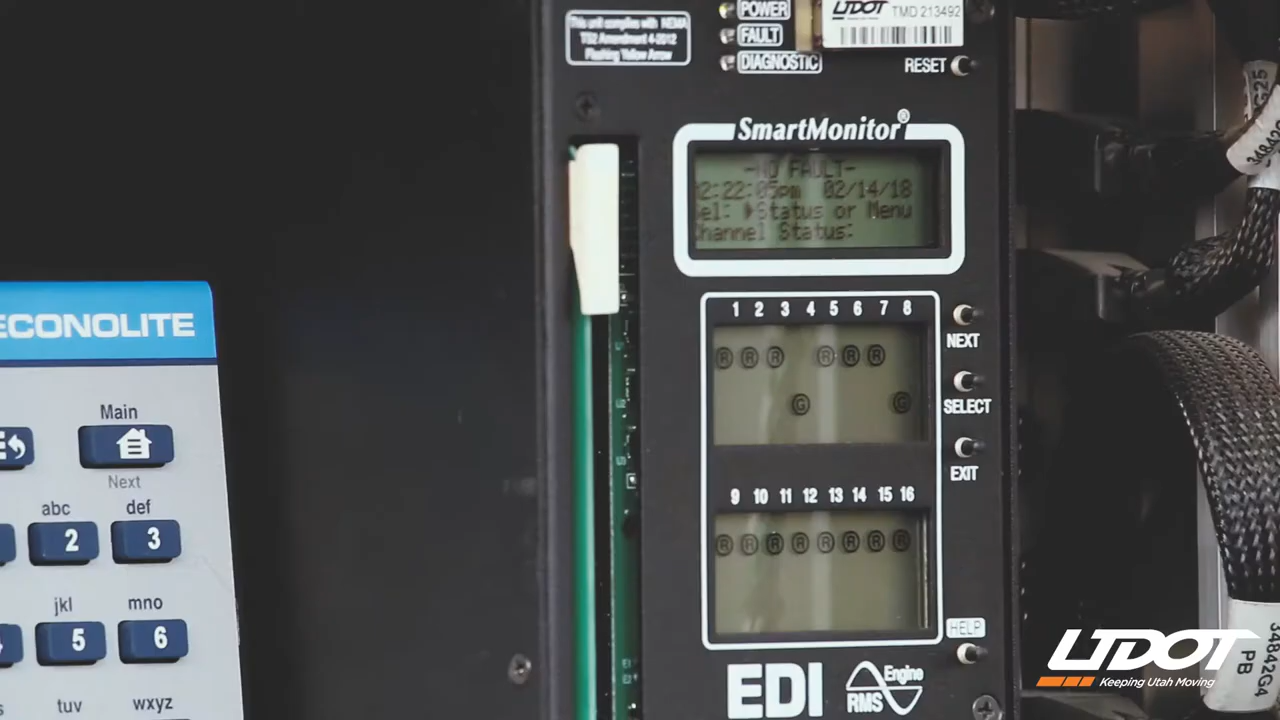 This unit complies with NEMA
TS2 Amendment 4-2012
Flashing Yellow Arrow
POWER
FAULT
DIAGNOSTIC
UDOT TMD 213492
RESET
SmartMonitor®
-NO FAULT-
2:22:05pm 02/14/18
Sel: Status or Menu
Channel Status:
1 2 3 4 5 6 7 8
R R R R R R
G G
NEXT
SELECT
EXIT
9 10 11 12 13 14 15 16
R R R R R R R R
HELP
EDI
Engine
RMS
ECONOLITE
Main
Next
abc
def
2
3
jkl
mno
5
6
tuv
wxyz
34842G4
PB
UDOT
Keeping Utah Moving